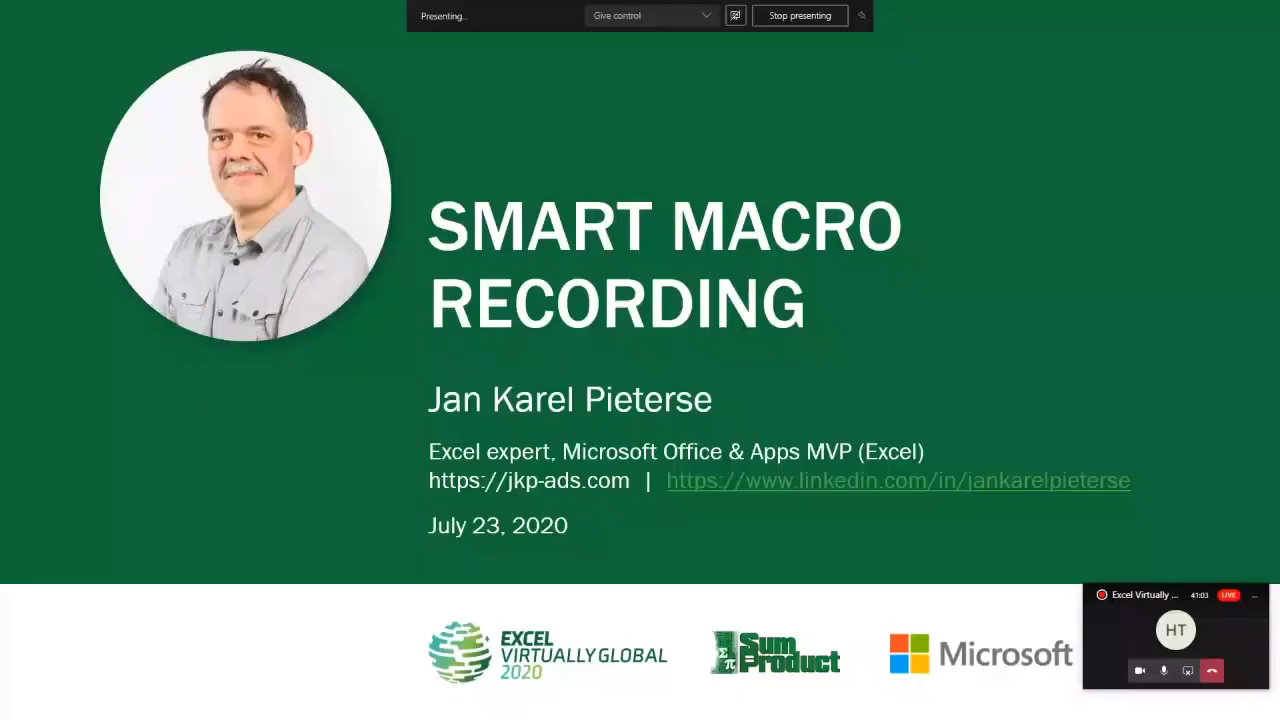 Presenting...
Give control
Stop presenting
SMART MACRO
RECORDING
Jan Karel Pieterse
Excel expert, Microsoft Office & Apps MVP (Excel)
https://jkp-ads.com | https://www.linkedin.com/in/jankarelpieterse
July 23, 2020
Excel Virtually ...
41:03
LIVE
HT
EXCEL
VIRTUALLY GLOBAL
2020
Σ
π
Sum
Product
Microsoft